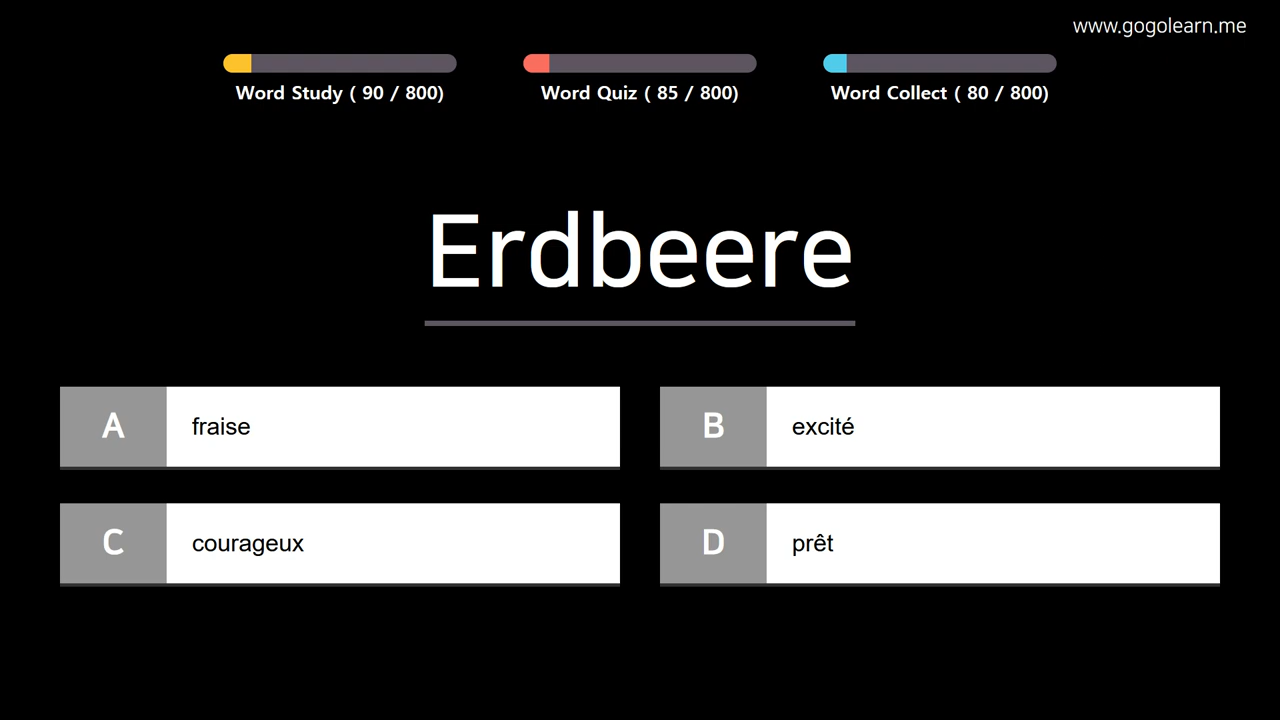 www.gogolearn.me
Word Study ( 90 / 800)
Word Quiz ( 85 / 800)
Word Collect ( 80 / 800)
Erdbeere
A fraise
B excité
C courageux
D prêt